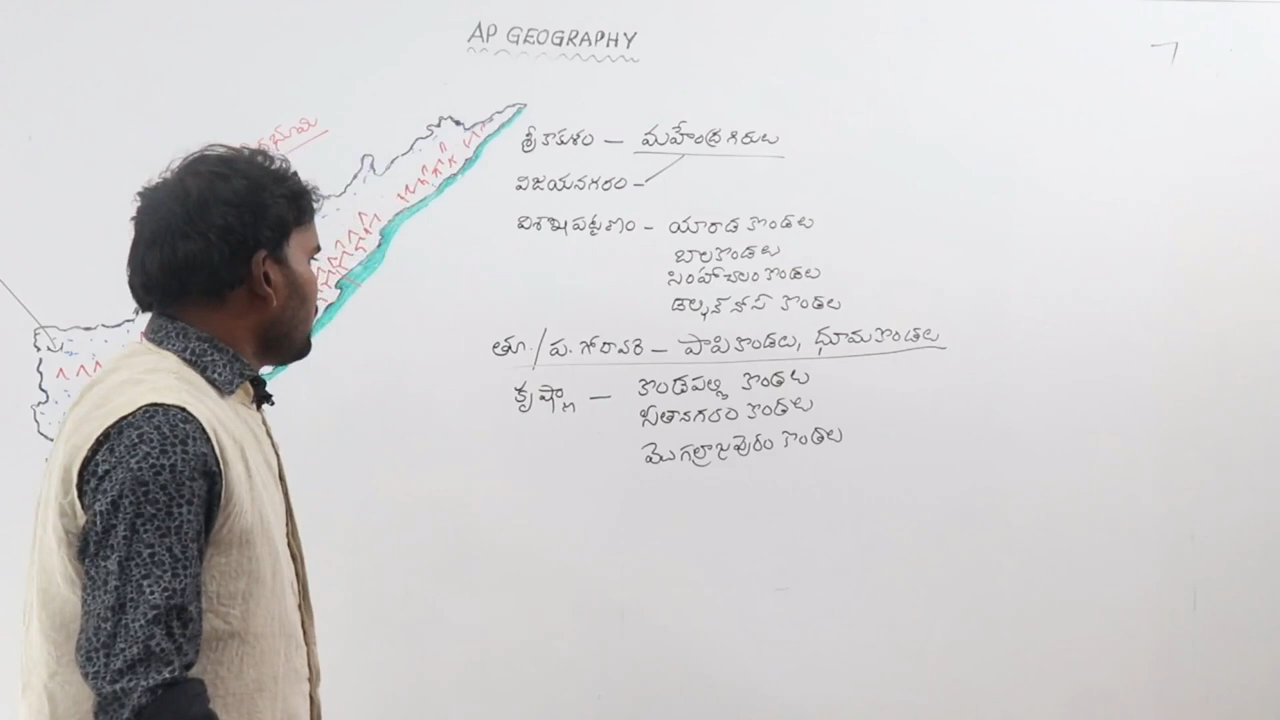 AP GEOGRAPHY
శ్రీకాకుళం – మహేంద్రగిరులు
విజయనగరం –
విశాఖపట్టణం – యారాడ కొండలు
బాలకొండలు
సింహాచలం కొండలు
డాల్ఫిన్ నోస్ కొండలు
తూ./ప. గోదావరి – పాపికొండలు, ధూమకొండలు
కృష్ణా – కొండపల్లి కొండలు
సీతానగరం కొండలు
మొగల్రాజపురం కొండలు